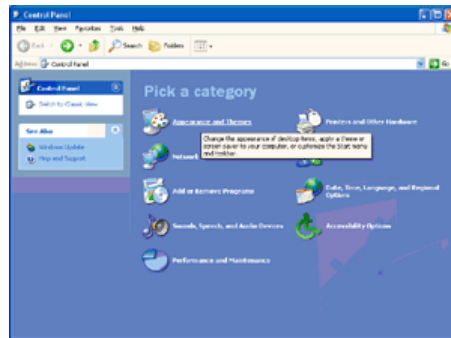 Control Panel
File Edit View Favorites Tools Help
Back Search Folders
Address Control Panel Go
Control Panel
Switch to Classic View
See Also
Windows Update
Help and Support
Pick a category
Appearance and Themes
Printers and Other Hardware
Change the appearance of desktop items, apply a theme or
screen saver to your computer, or customize the Start menu
and taskbar.
Network
Add or Remove Programs
Date, Time, Language, and Regional
Options
Sounds, Speech, and Audio Devices
Accessibility Options
Performance and Maintenance